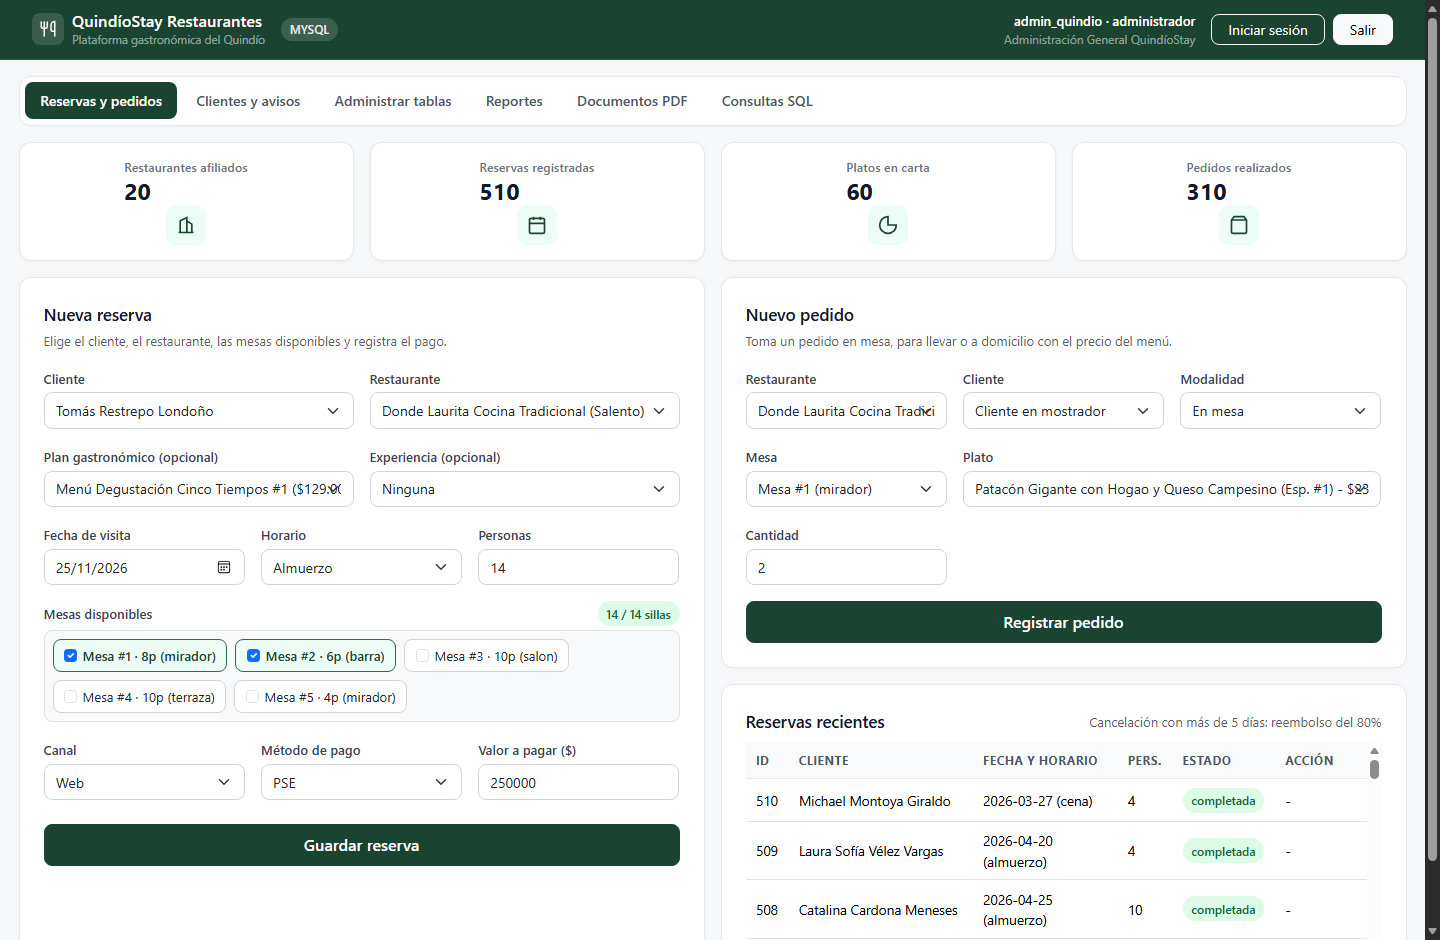 QuindíoStay Restaurantes
Plataforma gastronómica del Quindío
MYSQL
admin_quindio · administrador
Administración General QuindíoStay
Iniciar sesión
Salir
Reservas y pedidos
Clientes y avisos
Administrar tablas
Reportes
Documentos PDF
Consultas SQL
Restaurantes afiliados
20
Reservas registradas
510
Platos en carta
60
Pedidos realizados
310
Nueva reserva
Elige el cliente, el restaurante, las mesas disponibles y registra el pago.
Cliente
Tomás Restrepo Londoño
Restaurante
Donde Laurita Cocina Tradicional (Salento)
Plan gastronómico (opcional)
Menú Degustación Cinco Tiempos #1 ($129.0
Experiencia (opcional)
Ninguna
Fecha de visita
25/11/2026
Horario
Almuerzo
Personas
14
Mesas disponibles
14 / 14 sillas
Mesa #1 · 8p (mirador)
Mesa #2 · 6p (barra)
Mesa #3 · 10p (salon)
Mesa #4 · 10p (terraza)
Mesa #5 · 4p (mirador)
Canal
Web
Método de pago
PSE
Valor a pagar ($)
250000
Guardar reserva
Nuevo pedido
Toma un pedido en mesa, para llevar o a domicilio con el precio del menú.
Restaurante
Donde Laurita Cocina Tradici
Cliente
Cliente en mostrador
Modalidad
En mesa
Mesa
Mesa #1 (mirador)
Plato
Patacón Gigante con Hogao y Queso Campesino (Esp. #1) - $23
Cantidad
2
Registrar pedido
Reservas recientes
Cancelación con más de 5 días: reembolso del 80%
ID CLIENTE FECHA Y HORARIO PERS. ESTADO ACCIÓN
510 Michael Montoya Giraldo 2026-03-27 (cena) 4 completada -
509 Laura Sofía Vélez Vargas 2026-04-20 (almuerzo) 4 completada -
508 Catalina Cardona Meneses 2026-04-25 (almuerzo) 10 completada -